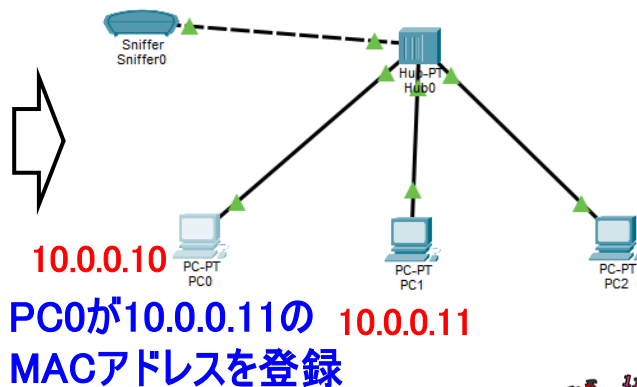 Sniffer
Sniffer0
Hub-PT
Hub0
10.0.0.10
PC-PT
PC0
PC-PT
PC1
PC-PT
PC2
PC0が10.0.0.11の
10.0.0.11
MACアドレスを登録